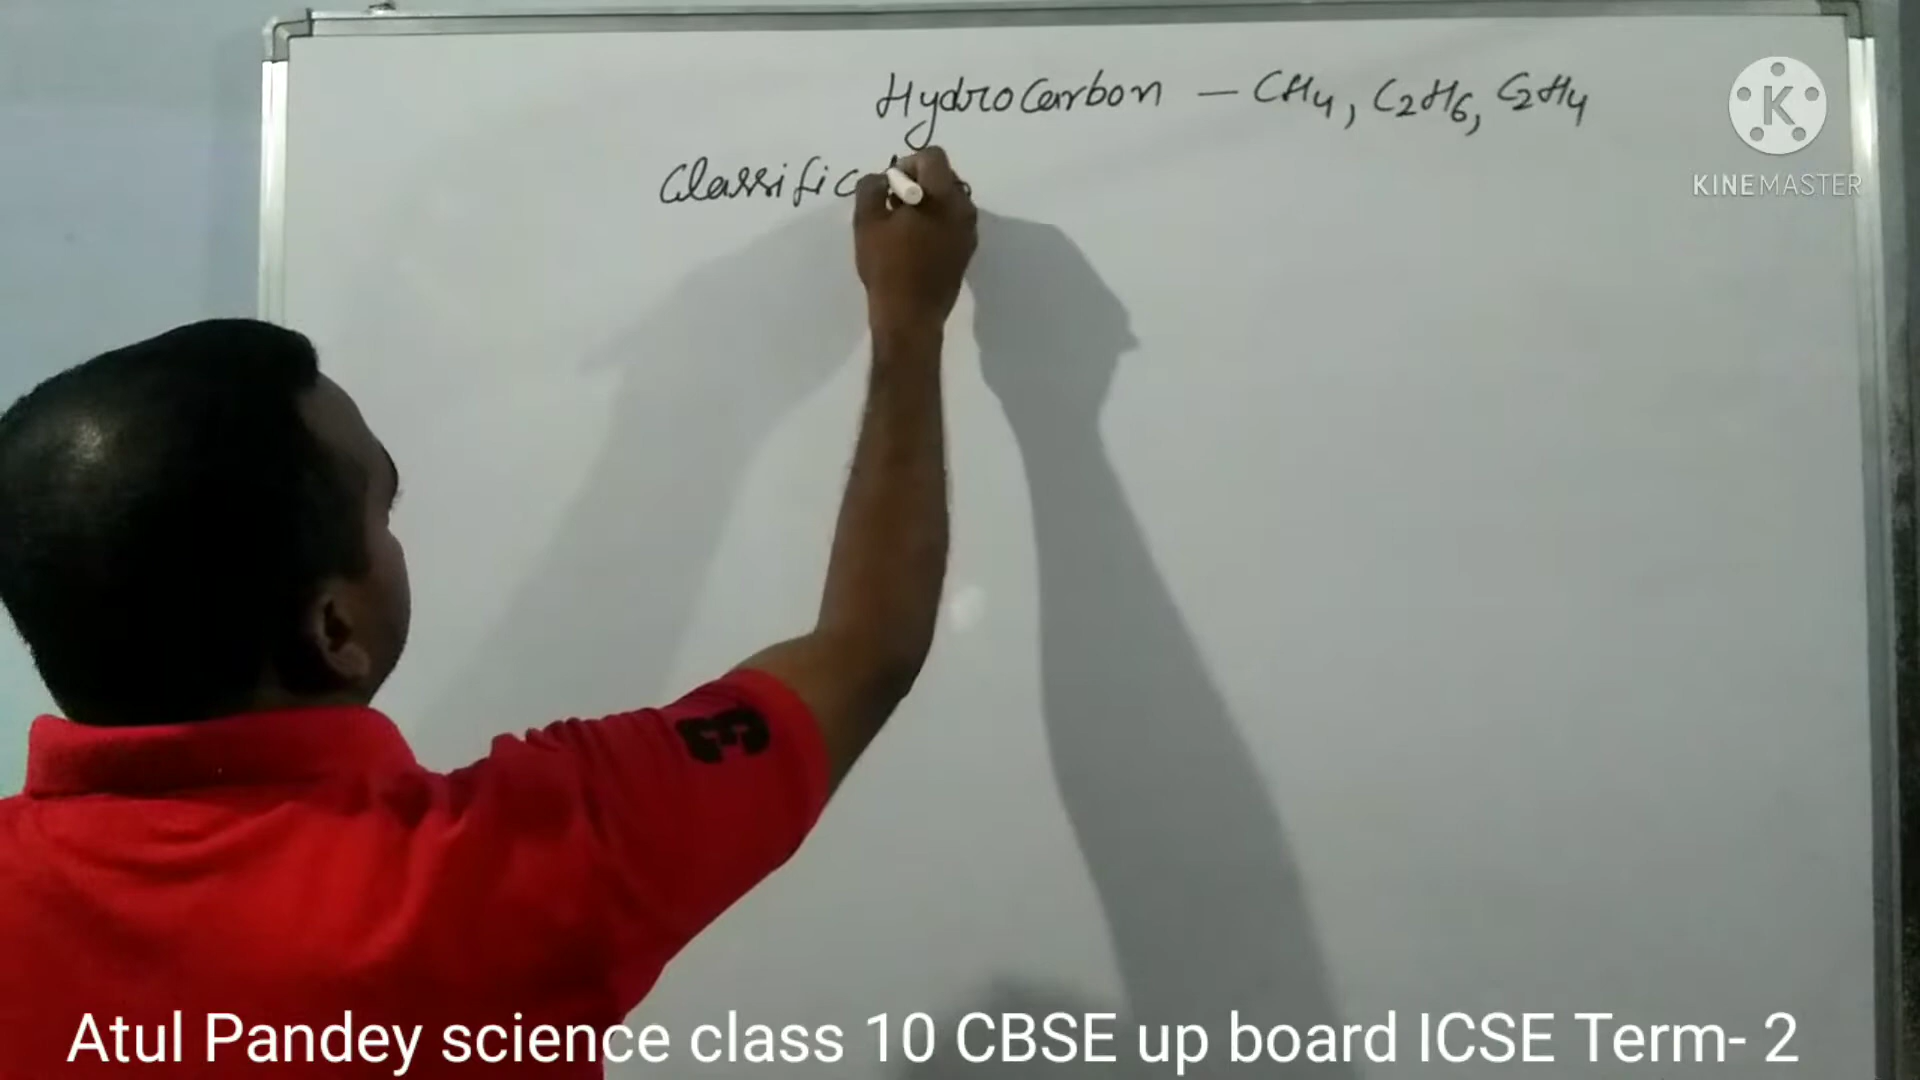 Hydrocarbon — CH4, C2H6, C2H4
KINEMASTER
Atul Pandey science class 10 CBSE up board ICSE Term- 2